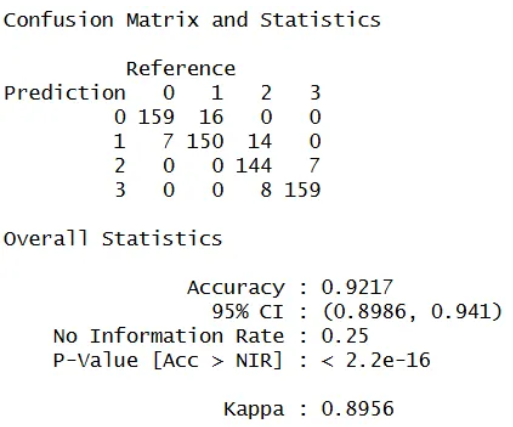 Confusion Matrix and Statistics
Reference
Prediction 0 1 2 3
0 159 16 0 0
1 7 150 14 0
2 0 0 144 7
3 0 0 8 159
Overall Statistics
Accuracy : 0.9217
95% CI : (0.8986, 0.941)
No Information Rate : 0.25
P-Value [Acc > NIR] : < 2.2e-16
Kappa : 0.8956